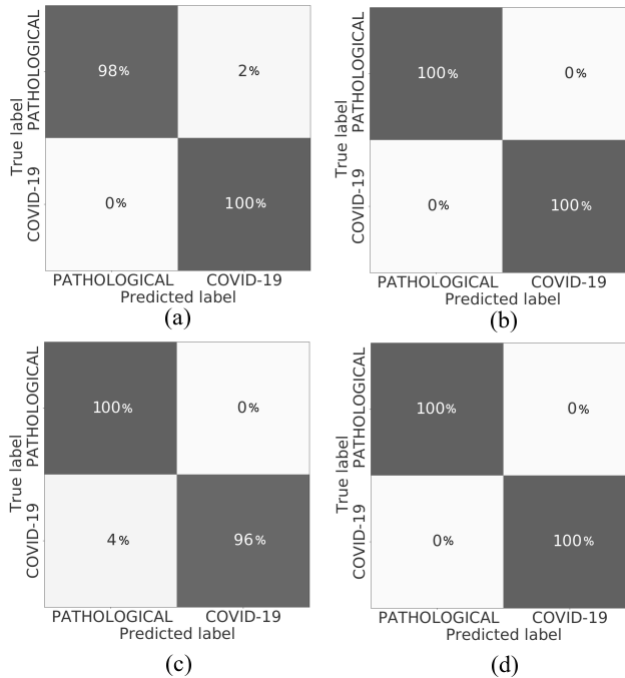 True label
PATHOLOGICAL
COVID-19
98%
2%
0%
100%
PATHOLOGICAL
COVID-19
Predicted label
(a)
True label
PATHOLOGICAL
COVID-19
100%
0%
0%
100%
PATHOLOGICAL
COVID-19
Predicted label
(b)
True label
PATHOLOGICAL
COVID-19
100%
0%
4%
96%
PATHOLOGICAL
COVID-19
Predicted label
(c)
True label
PATHOLOGICAL
COVID-19
100%
0%
0%
100%
PATHOLOGICAL
COVID-19
Predicted label
(d)